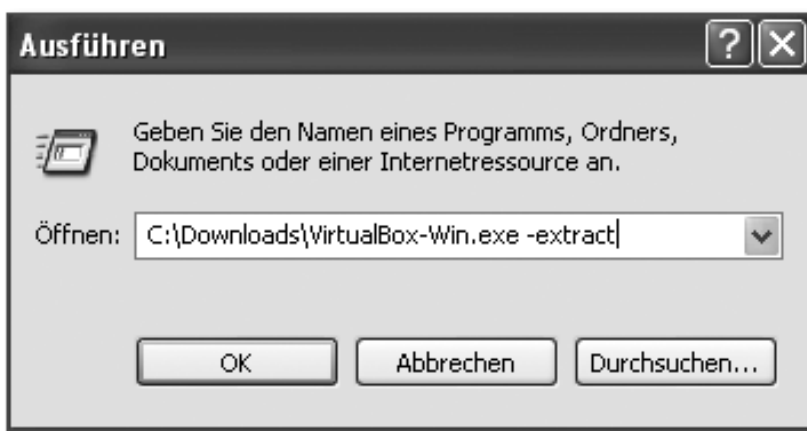 Ausführen
Geben Sie den Namen eines Programms, Ordners,
Dokuments oder einer Internetressource an.
Öffnen: C:\Downloads\VirtualBox-Win.exe -extract
OK Abbrechen Durchsuchen...